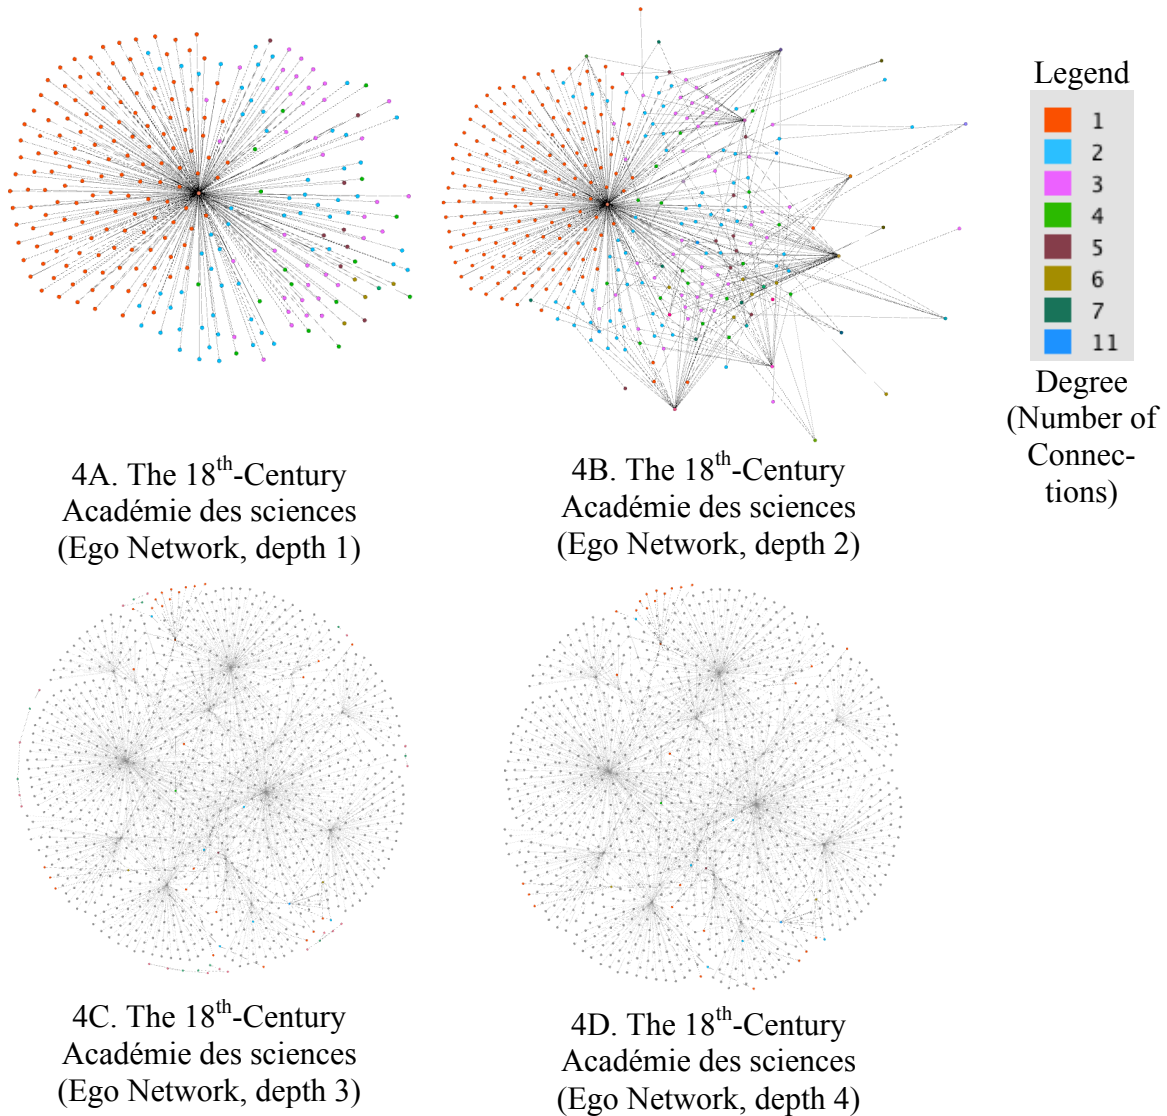 Legend
1
2
3
4
5
6
7
11
Degree
(Number of
Connec-
tions)
4A. The 18th-Century
Académie des sciences
(Ego Network, depth 1)
4B. The 18th-Century
Académie des sciences
(Ego Network, depth 2)
4C. The 18th-Century
Académie des sciences
(Ego Network, depth 3)
4D. The 18th-Century
Académie des sciences
(Ego Network, depth 4)